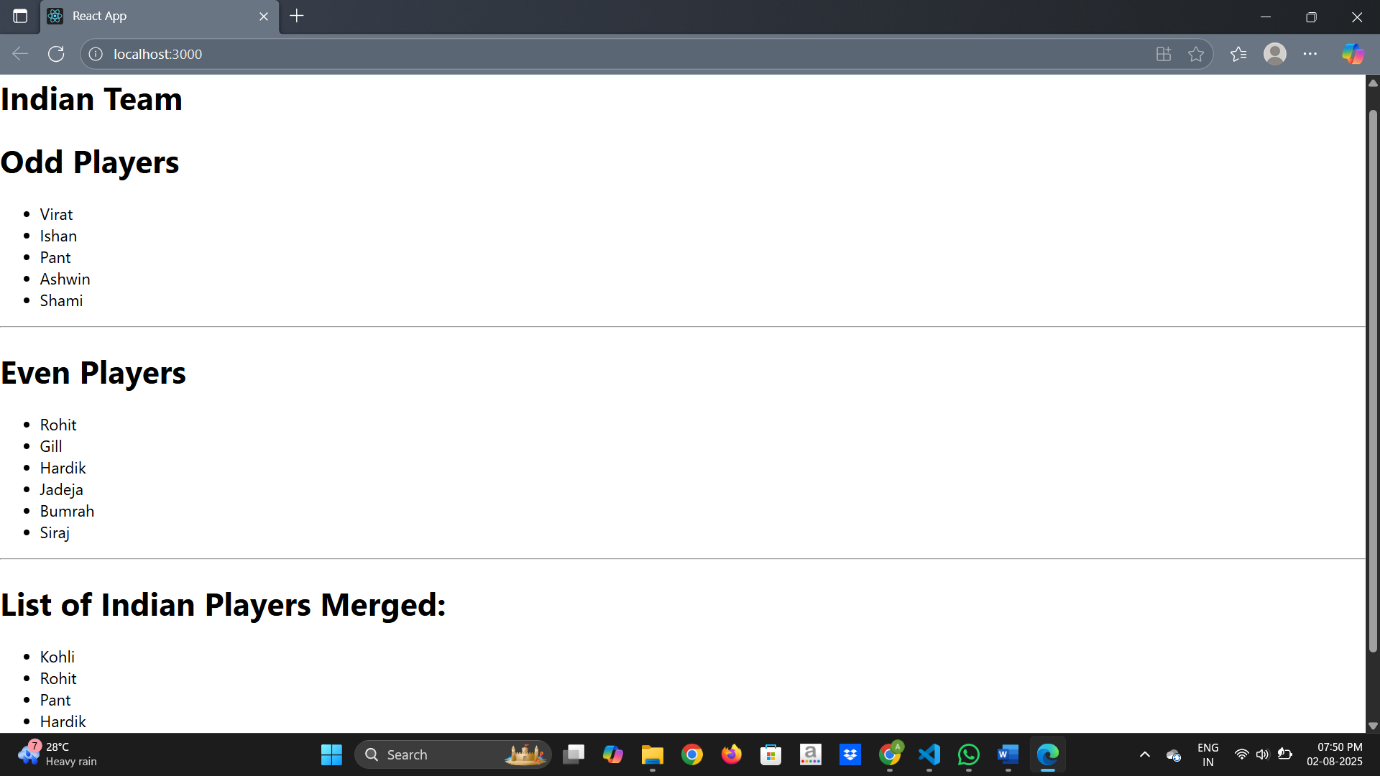 React App
localhost:3000
Indian Team
Odd Players
Virat
Ishan
Pant
Ashwin
Shami
Even Players
Rohit
Gill
Hardik
Jadeja
Bumrah
Siraj
List of Indian Players Merged:
Kohli
Rohit
Pant
Hardik
7
28°C
Heavy rain
Search
a
A
W
ENG
IN
07:50 PM
02-08-2025